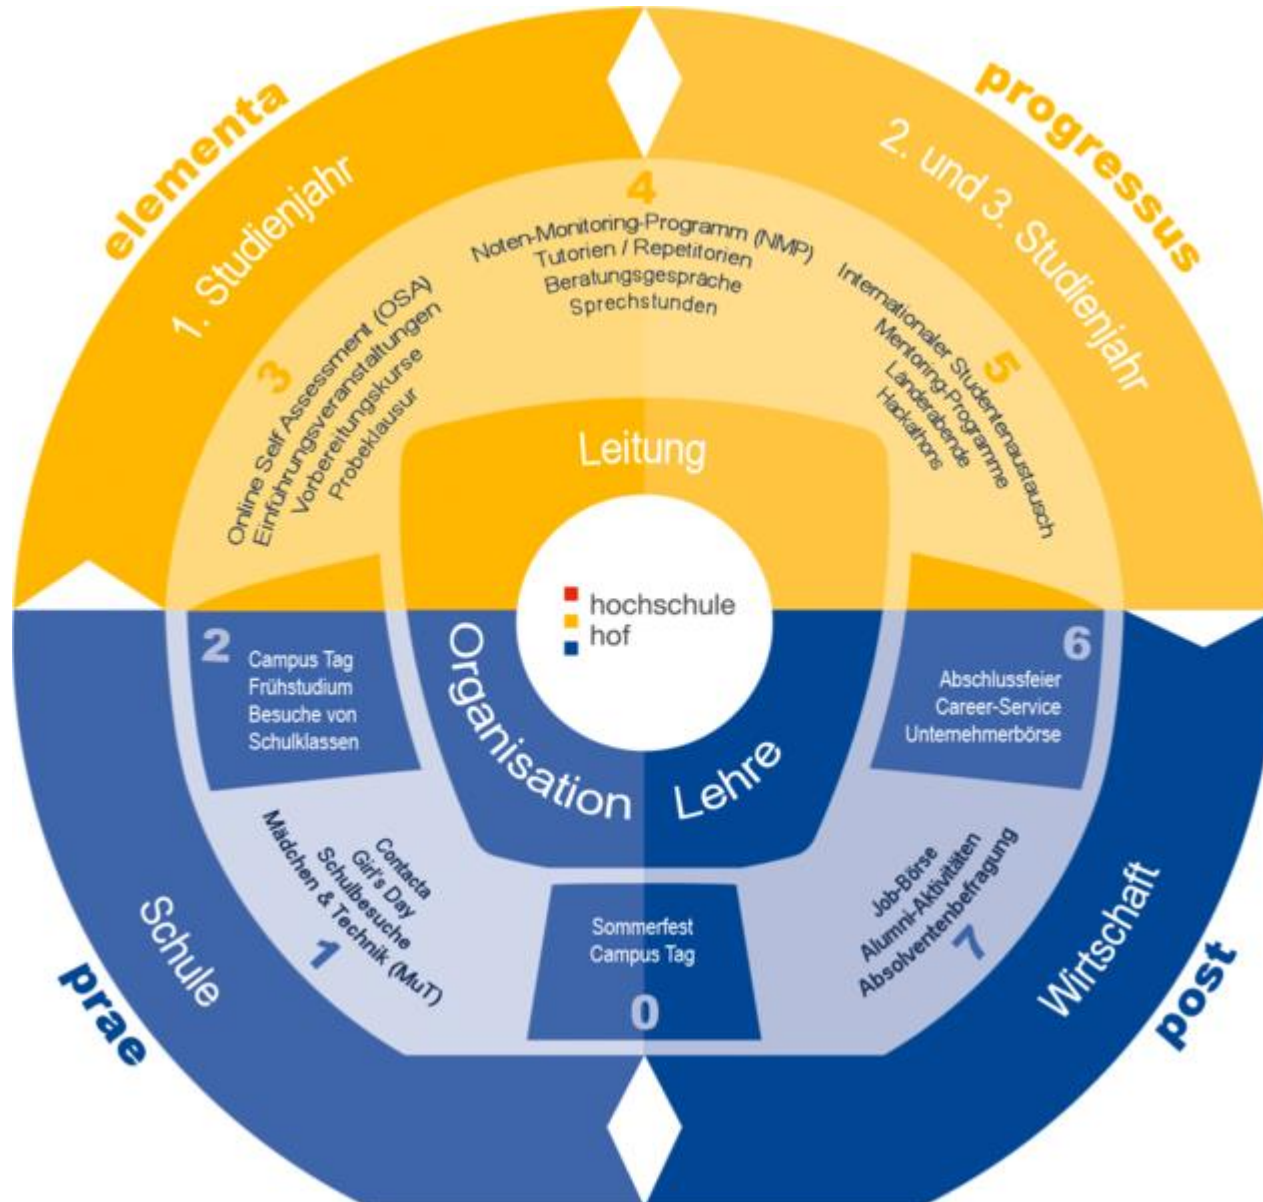 elementa
1. Studienjahr
progressus
2. und 3. Studienjahr
4
Noten-Monitoring-Programm (NMP)
Tutorien / Repetitorien
Beratungsgespräche
Sprechstunden
3
Online Self Assessment (OSA)
Einführungsveranstaltungen
Vorbereitungskurse
Probeklausur
5
Internationaler Studentenaustausch
Mentoring-Programme
Länderabende
Hackathons
Leitung
hochschule
hof
Organisation
Lehre
2
Campus Tag
Frühstudium
Besuche von
Schulklassen
6
Abschlussfeier
Career-Service
Unternehmerbörse
Contacta
Girl's Day
Schulbesuche
Mädchen & Technik (MuT)
1
Sommerfest
Campus Tag
0
Job-Börse
Alumni-Aktivitäten
Absolventenbefragung
7
Schule
prae
Wirtschaft
post